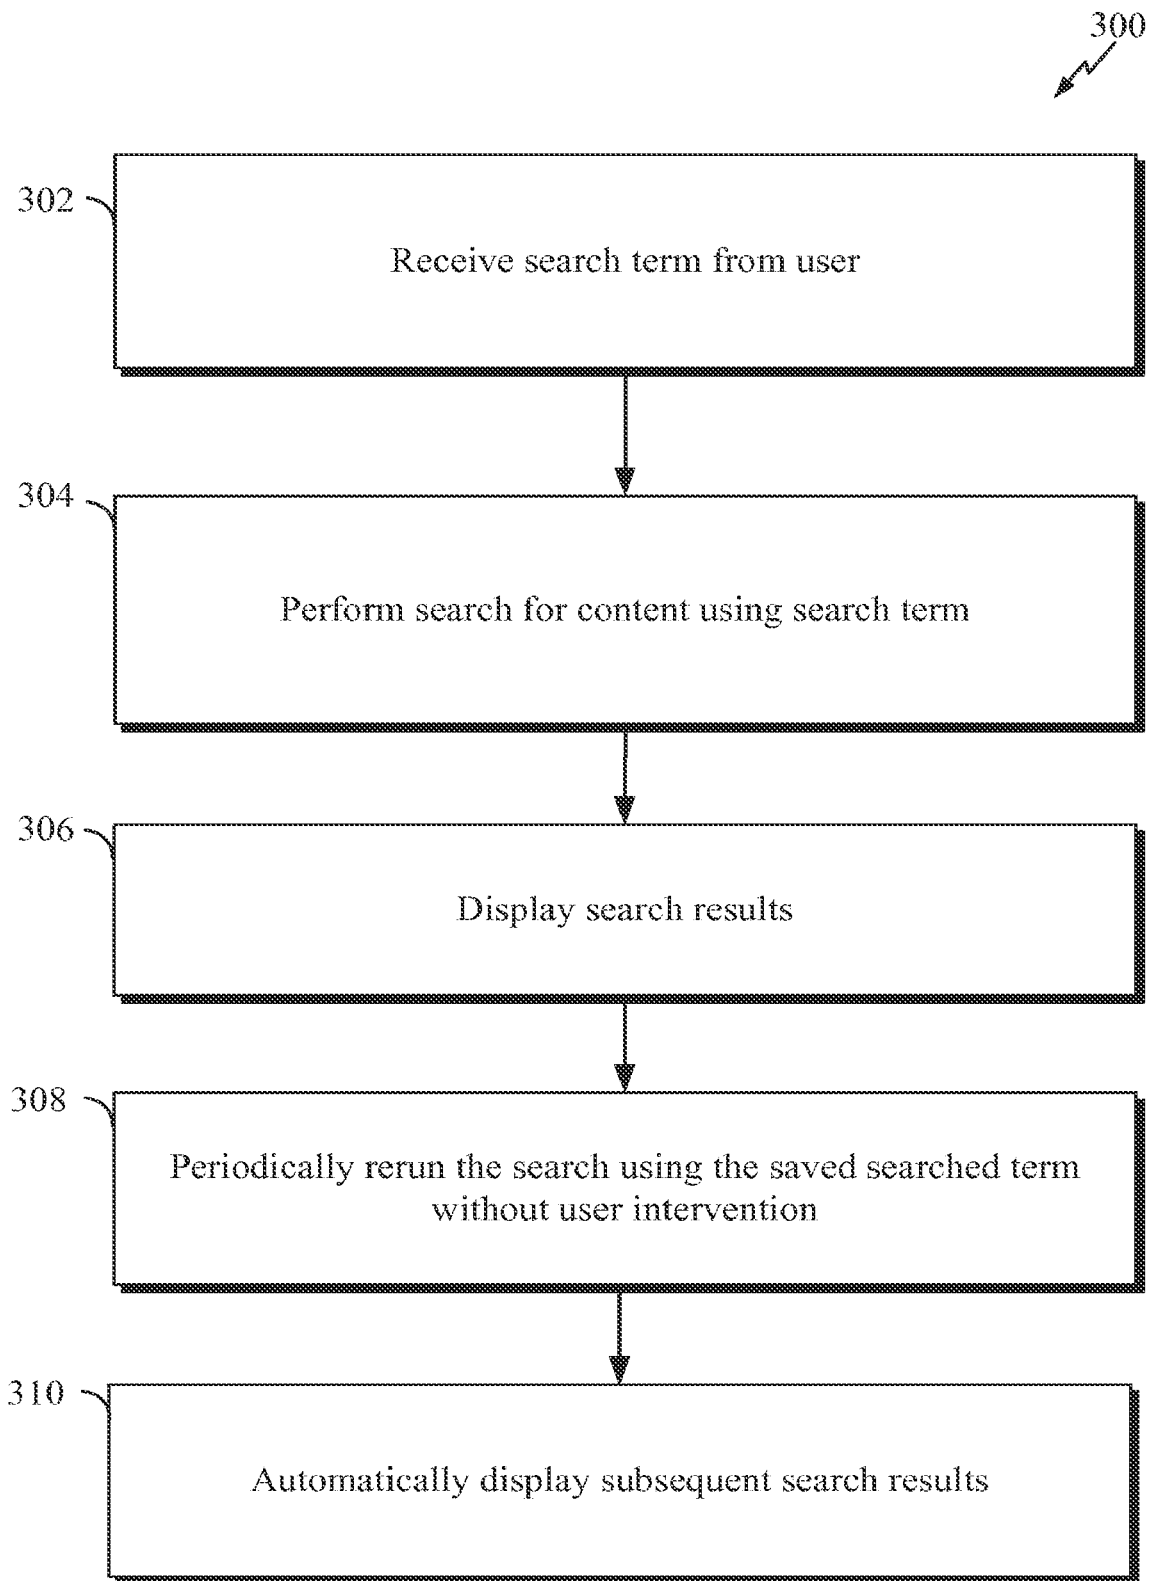 300
302
Receive search term from user
304
Perform search for content using search term
306
Display search results
308
Periodically rerun the search using the saved searched term
without user intervention
310
Automatically display subsequent search results